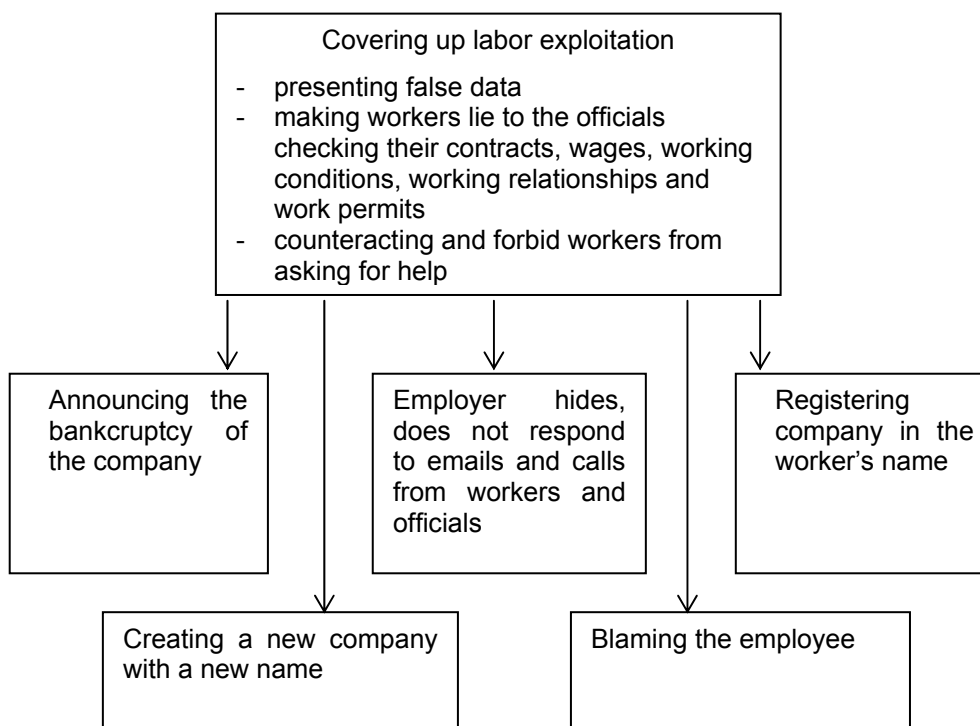 Covering up labor exploitation
- presenting false data
- making workers lie to the officials
checking their contracts, wages, working
conditions, working relationships and
work permits
- counteracting and forbid workers from
asking for help
Announcing the
bankcruptcy of
the company
Employer hides,
does not respond
to emails and calls
from workers and
officials
Registering
company in the
worker's name
Creating a new company
with a new name
Blaming the employee